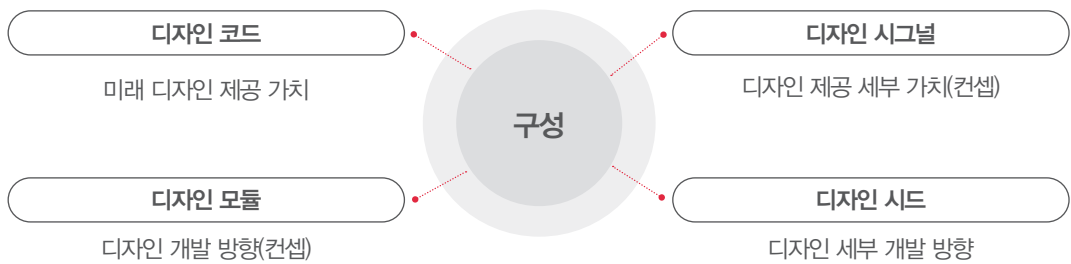 디자인 코드
미래 디자인 제공 가치
디자인 시그널
디자인 제공 세부 가치(컨셉)
구성
디자인 모듈
디자인 개발 방향(컨셉)
디자인 시드
디자인 세부 개발 방향